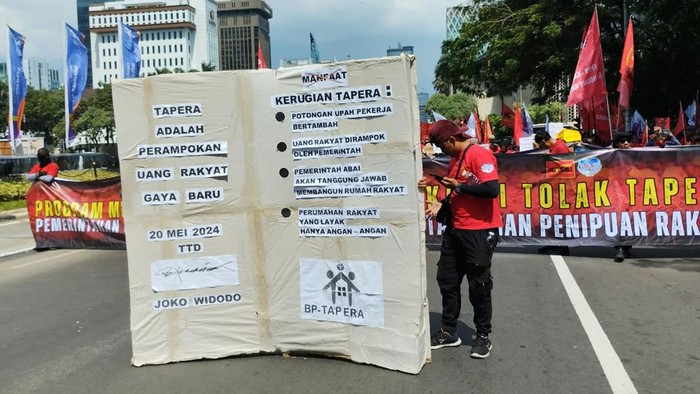 TAPERA
ADALAH
PERAMPOKAN
UANG RAKYAT
GAYA BARU
20 MEI 2024
TTD
JOKO WIDODO
MANFAAT
KERUGIAN TAPERA :
POTONGAN UPAH PEKERJA
BERTAMBAH
UANG RAKYAT DIRAMPOK
OLEH PEMERINTAH
PEMERINTAH ABAI
AKAN TANGGUNG JAWAB
MEMBANGUN RUMAH RAKYAT
PERUMAHAN RAKYAT
YANG LAYAK
HANYA ANGAN - ANGAN
BP-TAPERA
PROGRAM
PEMERINTAH
TOLAK TAPE
PENIPUAN RAK